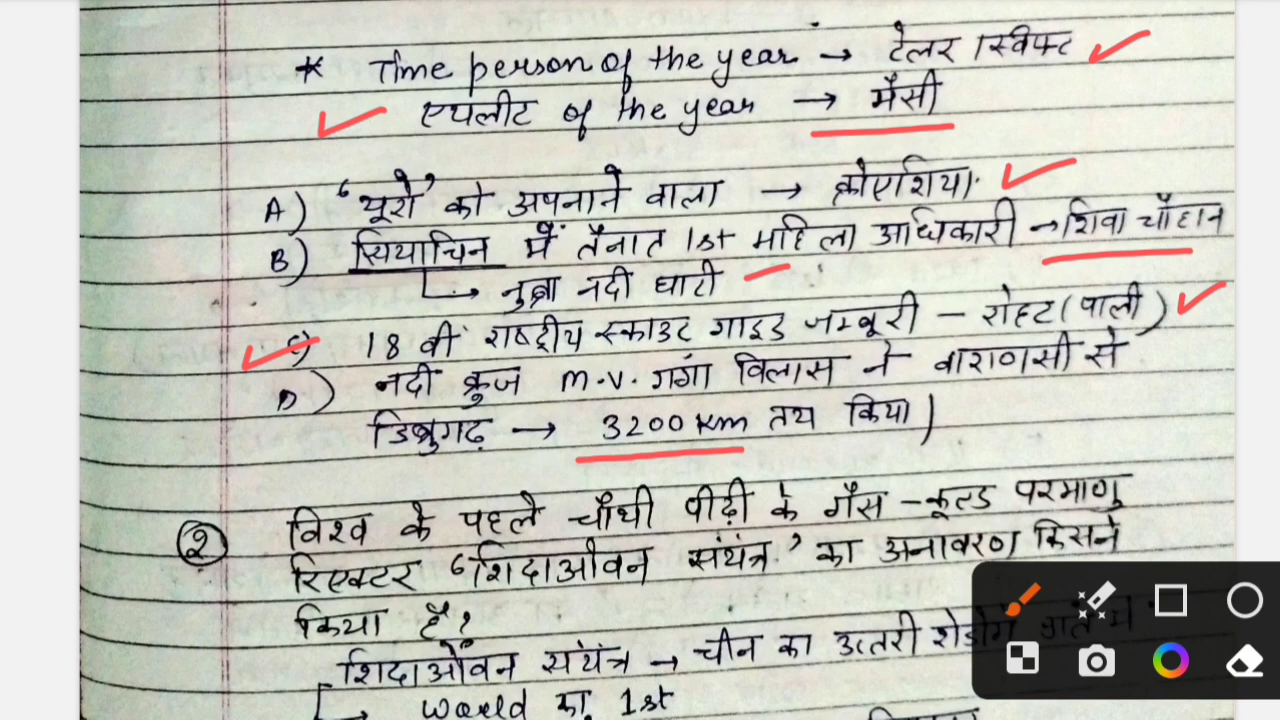 * Time person of the year → टेलर स्विफ्ट
एथलीट of the year → मैसी
A) 'यूरो' को अपनाने वाला → क्रोएशिया
B) सियाचिन में तैनात 1st महिला अधिकारी → शिवा चौहान
→ नुब्रा नदी घाटी
C) 18 वीं राष्ट्रीय स्काउट गाइड जम्बूरी - रोहट (पाली)
D) नदी क्रुज M.V. गंगा विलास ने वाराणसी से
डिब्रुगढ़ → 3200 Km तय किया)
② विश्व के पहले चौथी पीढ़ी के गैस - कूल्ड परमाणु
रिएक्टर 'शिदाओवन संयंत्र' का अनावरण किसने
किया है?
शिदाओवन संयंत्र → चीन का उत्तरी शेडोंग
→ World का 1st